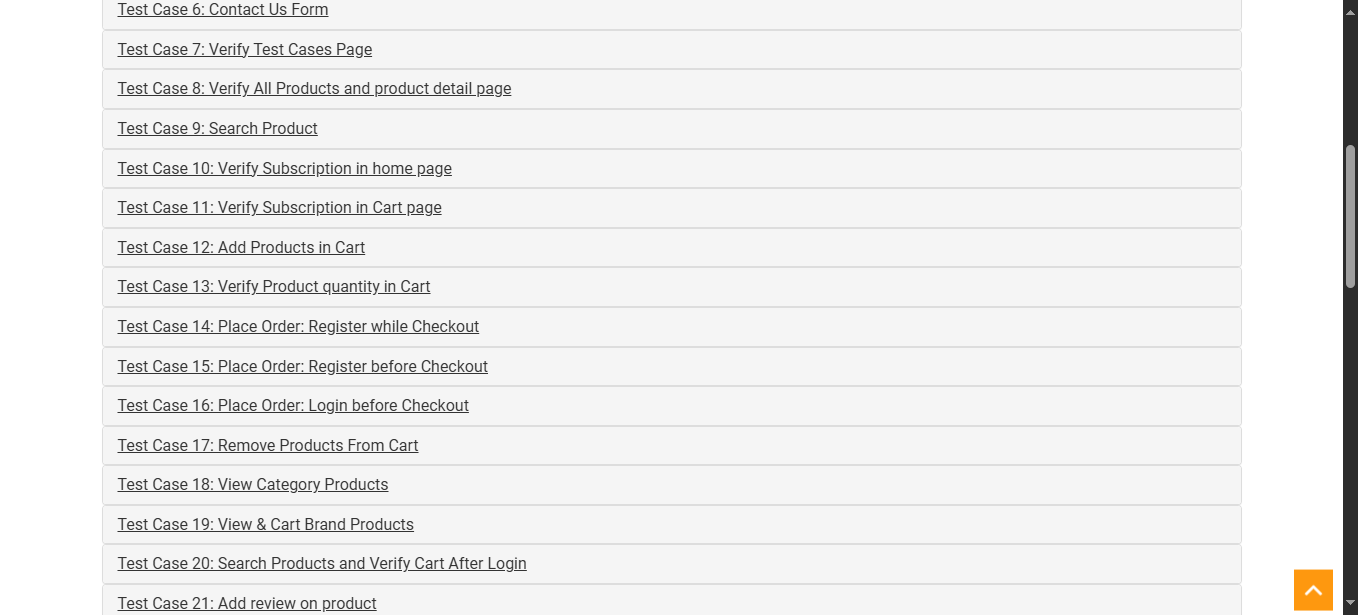 Test Case 6: Contact Us Form
Test Case 7: Verify Test Cases Page
Test Case 8: Verify All Products and product detail page
Test Case 9: Search Product
Test Case 10: Verify Subscription in home page
Test Case 11: Verify Subscription in Cart page
Test Case 12: Add Products in Cart
Test Case 13: Verify Product quantity in Cart
Test Case 14: Place Order: Register while Checkout
Test Case 15: Place Order: Register before Checkout
Test Case 16: Place Order: Login before Checkout
Test Case 17: Remove Products From Cart
Test Case 18: View Category Products
Test Case 19: View & Cart Brand Products
Test Case 20: Search Products and Verify Cart After Login
Test Case 21: Add review on product